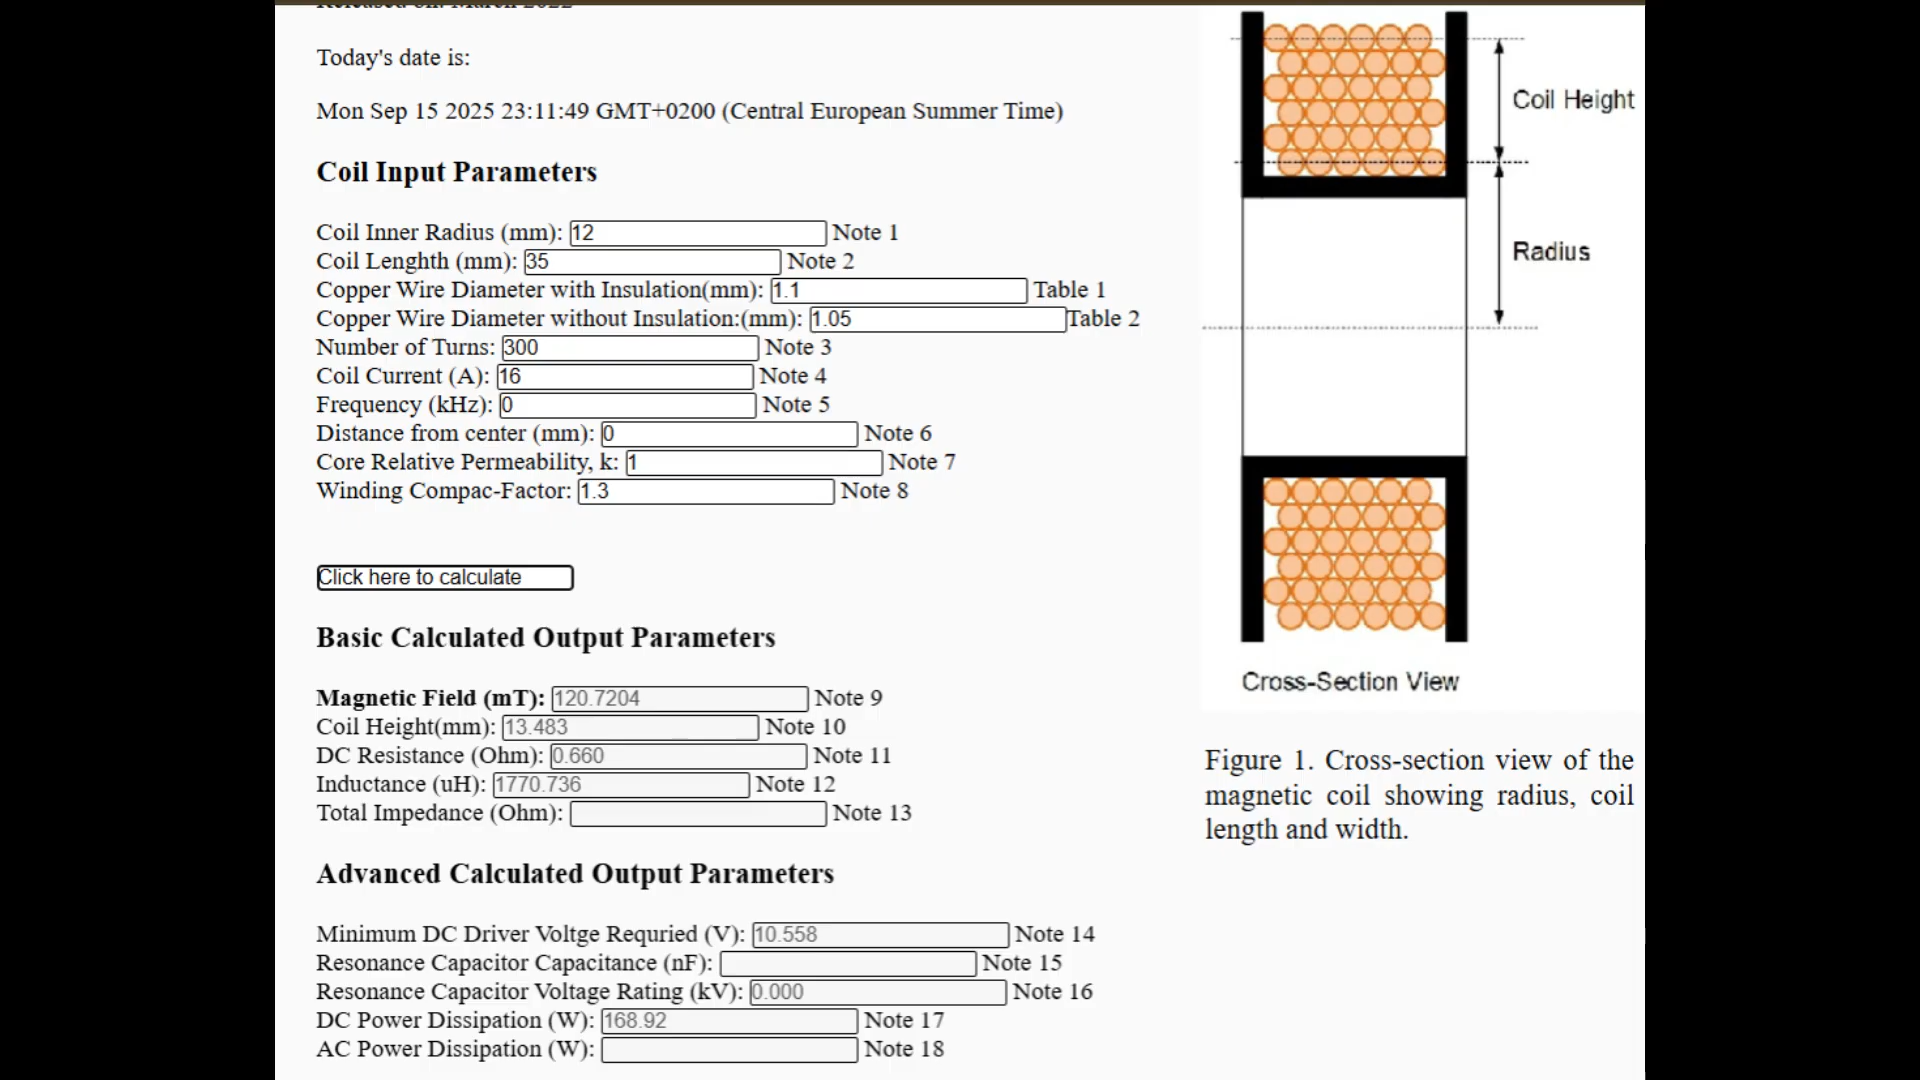 Released on: March 2022
Today's date is:
Mon Sep 15 2025 23:11:49 GMT+0200 (Central European Summer Time)
Coil Input Parameters
Coil Inner Radius (mm): 12 Note 1
Coil Lenghth (mm): 35 Note 2
Copper Wire Diameter with Insulation(mm): 1.1 Table 1
Copper Wire Diameter without Insulation:(mm): 1.05 Table 2
Number of Turns: 300 Note 3
Coil Current (A): 16 Note 4
Frequency (kHz): 0 Note 5
Distance from center (mm): 0 Note 6
Core Relative Permeability, k: 1 Note 7
Winding Compac-Factor: 1.3 Note 8
Click here to calculate
Basic Calculated Output Parameters
Magnetic Field (mT): 120.7204 Note 9
Coil Height(mm): 13.483 Note 10
DC Resistance (Ohm): 0.660 Note 11
Inductance (uH): 1770.736 Note 12
Total Impedance (Ohm): Note 13
Advanced Calculated Output Parameters
Minimum DC Driver Voltge Requried (V): 10.558 Note 14
Resonance Capacitor Capacitance (nF): Note 15
Resonance Capacitor Voltage Rating (kV): 0.000 Note 16
DC Power Dissipation (W): 168.92 Note 17
AC Power Dissipation (W): Note 18
Coil Height
Radius
Cross-Section View
Figure 1. Cross-section view of the
magnetic coil showing radius, coil
length and width.